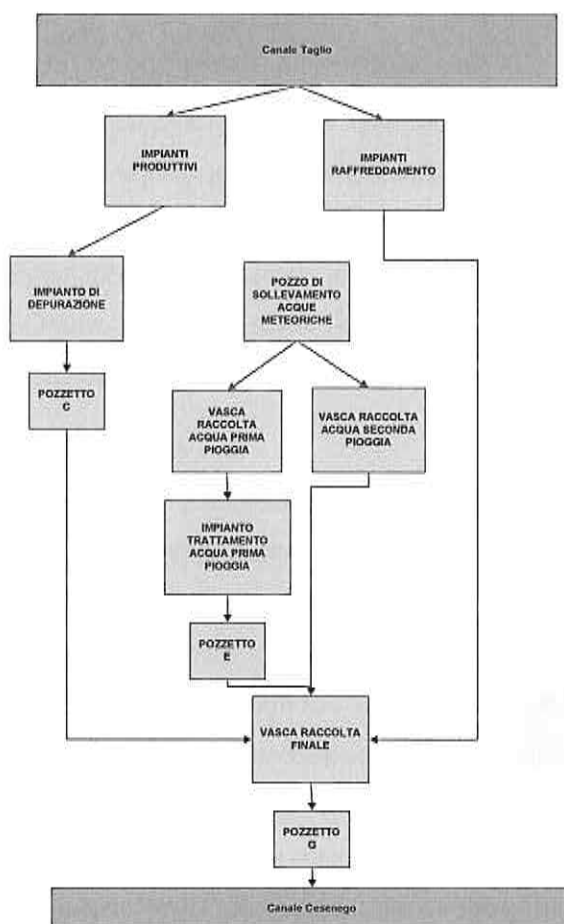 Canale Taglio
IMPIANTI
PRODUTTIVI
IMPIANTI
RAFFREDDAMENTO
IMPIANTO DI
DEPURAZIONE
POZZO DI
SOLLEVAMENTO
ACQUE
METEORICHE
POZZETTO
C
VASCA
RACCOLTA
ACQUA PRIMA
PIOGGIA
VASCA RACCOLTA
ACQUA SECONDA
PIOGGIA
IMPIANTO
TRATTAMENTO
ACQUA PRIMA
PIOGGIA
POZZETTO
E
VASCA RACCOLTA
FINALE
POZZETTO
G
Canale Cesenego